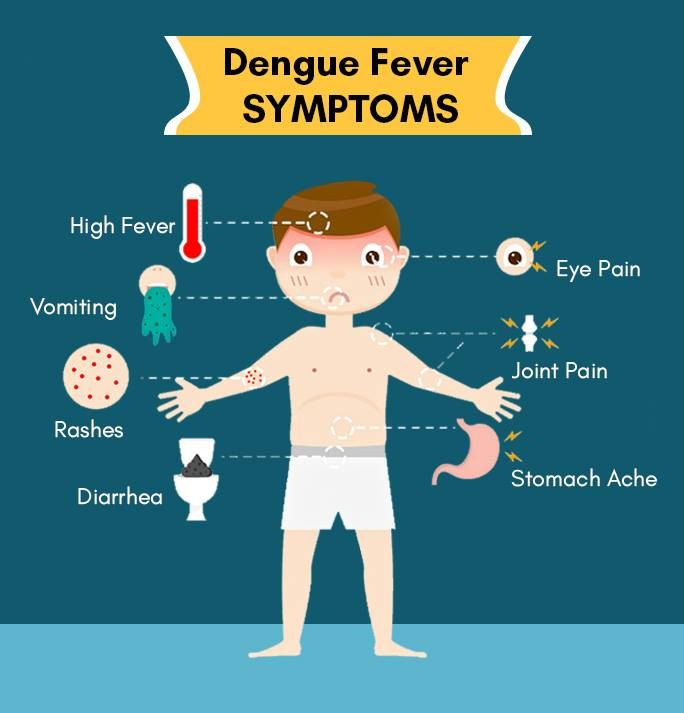 Dengue Fever
SYMPTOMS
High Fever
Eye Pain
Vomiting
Joint Pain
Rashes
Stomach Ache
Diarrhea